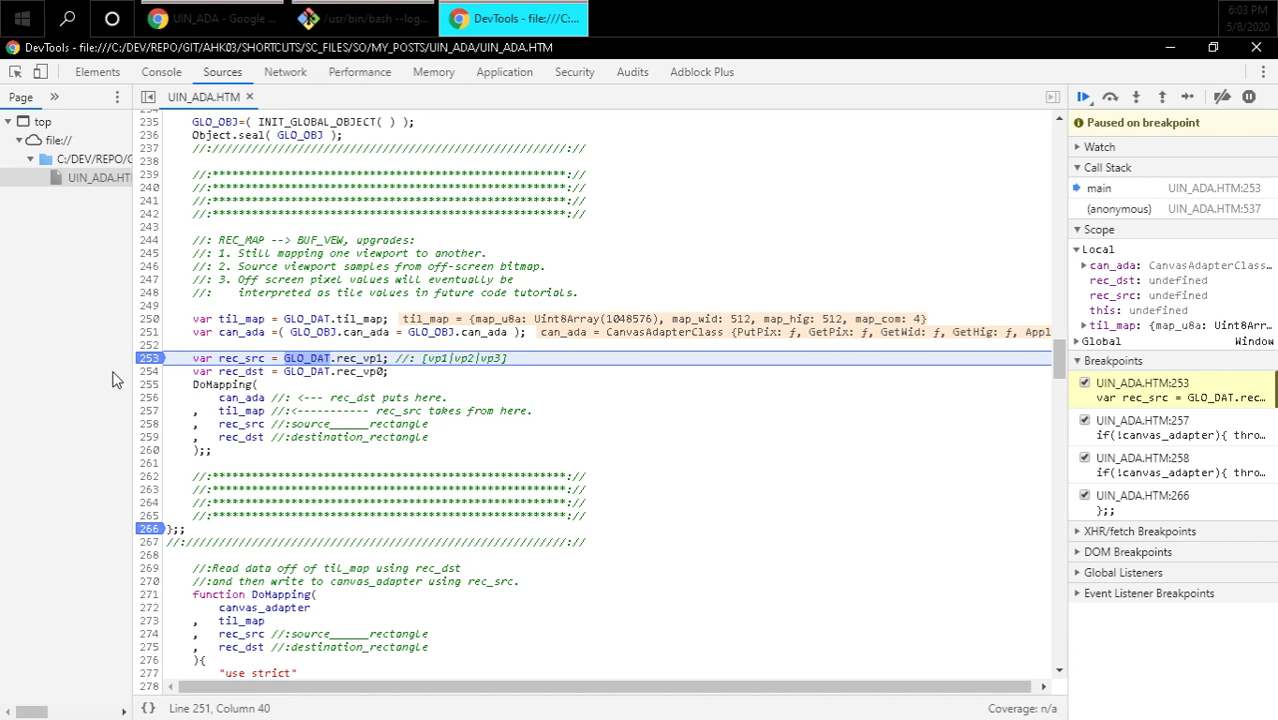 UIN_ADA - Google ...
/usr/bin/bash --log...
DevTools - file:///C:...
6:03 PM
5/8/2020
DevTools - file:///C:/DEV/REPO/GIT/AHK03/SHORTCUTS/SC_FILES/SO/MY_POSTS/UIN_ADA/UIN_ADA.HTM
Elements Console Sources Network Performance Memory Application Security Audits Adblock Plus
Page »
UIN_ADA.HTM ×
top
file://
C:/DEV/REPO/G
UIN_ADA.HT
234
235 GLO_OBJ=( INIT_GLOBAL_OBJECT( ) );
236 Object.seal( GLO_OBJ );
237 //:////////////////////////////////////////////////////////://
238
239 //:******************************************************://
240 //:******************************************************://
241 //:******************************************************://
242 //:******************************************************://
243
244 //: REC_MAP --> BUF_VEW, upgrades:
245 //: 1. Still mapping one viewport to another.
246 //: 2. Source viewport samples from off-screen bitmap.
247 //: 3. Off screen pixel values will eventually be
248 //:    interpreted as tile values in future code tutorials.
249
250 var til_map = GLO_DAT.til_map; til_map = {map_u8a: Uint8Array(1048576), map_wid: 512, map_hig: 512, map_com: 4}
251 var can_ada =( GLO_OBJ.can_ada = GLO_OBJ.can_ada ); can_ada = CanvasAdapterClass {PutPix: ƒ, GetPix: ƒ, GetWid: ƒ, GetHig: ƒ, Appl
252
253 var rec_src = GLO_DAT.rec_vp1; //: [vp1|vp2|vp3]
254 var rec_dst = GLO_DAT.rec_vp0;
255 DoMapping(
256 can_ada //: <--- rec_dst puts here.
257 , til_map //:<----------- rec_src takes from here.
258 , rec_src //:source______rectangle
259 , rec_dst //:destination_rectangle
260 );;
261
262 //:******************************************************://
263 //:******************************************************://
264 //:******************************************************://
265 //:******************************************************://
266 };;
267 //:////////////////////////////////////////////////////////////://
268
269 //:Read data off of til_map using rec_dst
270 //:and then write to canvas_adapter using rec_src.
271 function DoMapping(
272 canvas_adapter
273 , til_map
274 , rec_src //:source______rectangle
275 , rec_dst //:destination_rectangle
276 ){
277 "use strict"
278
{ } Line 251, Column 40
Coverage: n/a
Paused on breakpoint
Watch
Call Stack
main UIN_ADA.HTM:253
(anonymous) UIN_ADA.HTM:537
Scope
Local
can_ada: CanvasAdapterClass...
rec_dst: undefined
rec_src: undefined
this: undefined
til_map: {map_u8a: Uint8Arra...
Global Window
Breakpoints
UIN_ADA.HTM:253
var rec_src = GLO_DAT.rec...
UIN_ADA.HTM:257
if(!canvas_adapter){ thro...
UIN_ADA.HTM:258
if(!canvas_adapter){ thro...
UIN_ADA.HTM:266
};;
XHR/fetch Breakpoints
DOM Breakpoints
Global Listeners
Event Listener Breakpoints